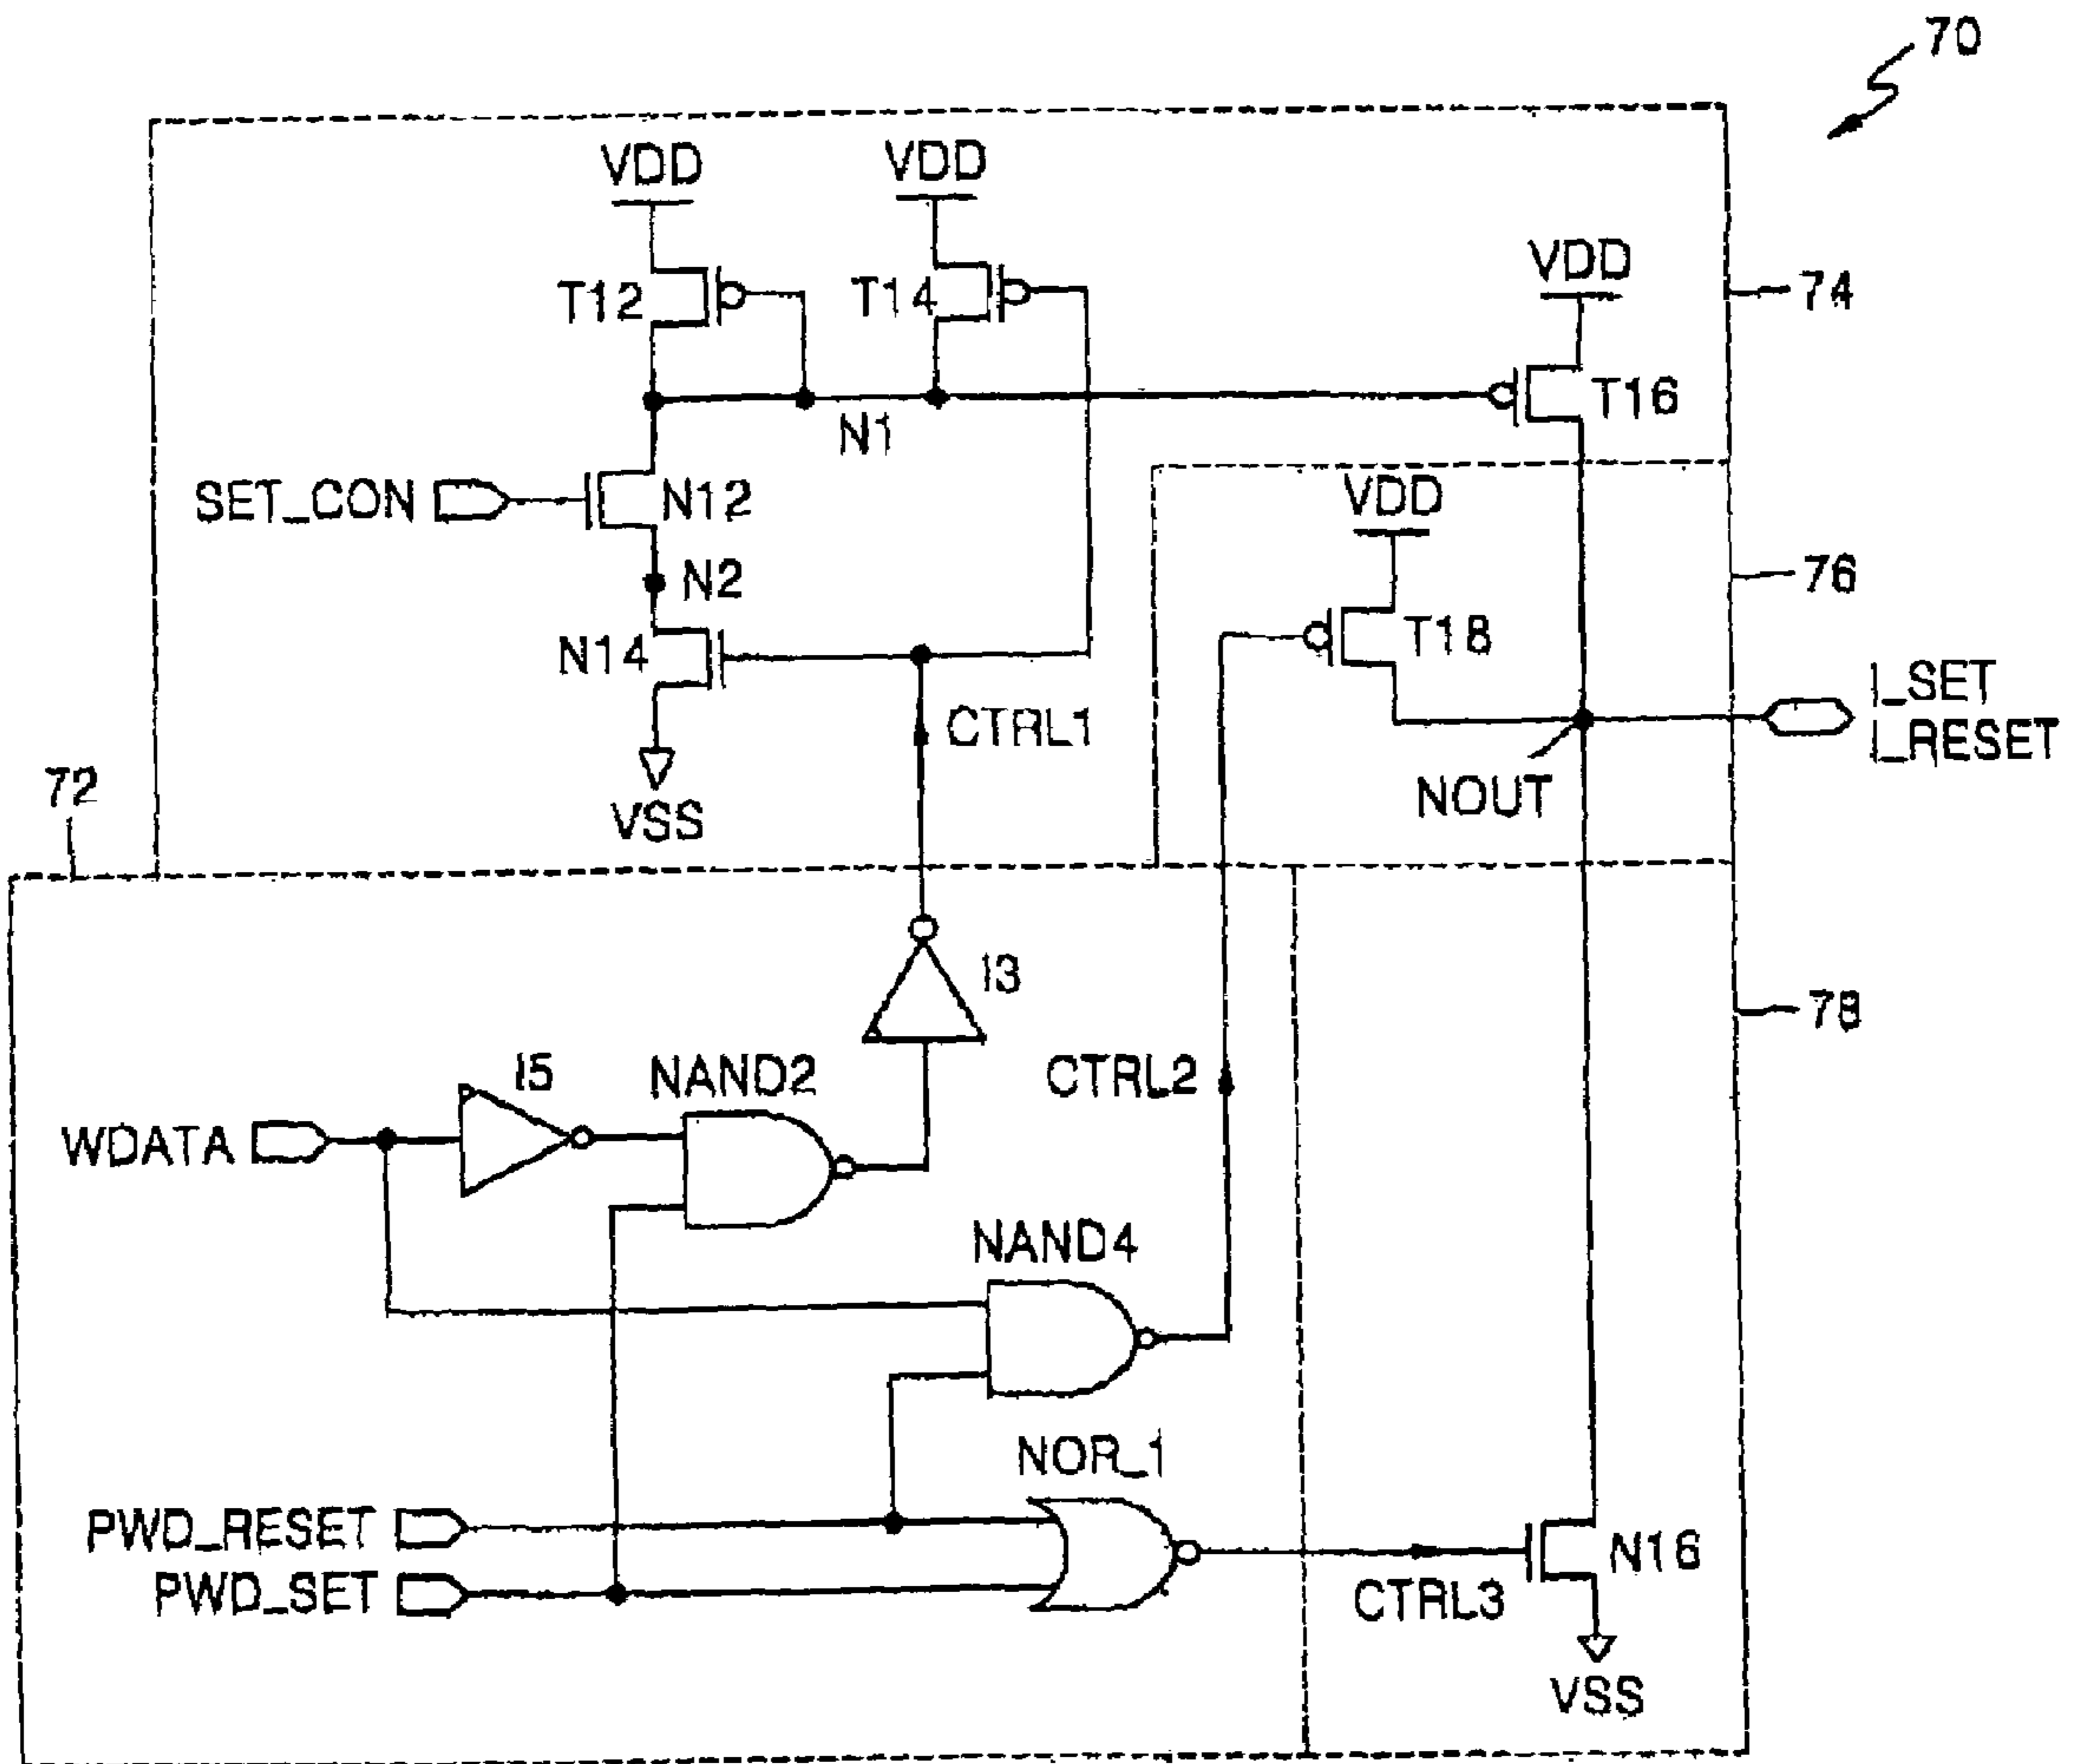 70
VDD
VDD
VDD
T12
T14
74
T16
N1
SET_CON
N12
VDD
76
N2
T18
N14
I_SET
I_RESET
CTRL1
NOUT
72
VSS
I3
78
I5
NAND2
CTRL2
WDATA
NAND4
NOR_1
PWD_RESET
N16
PWD_SET
CTRL3
VSS